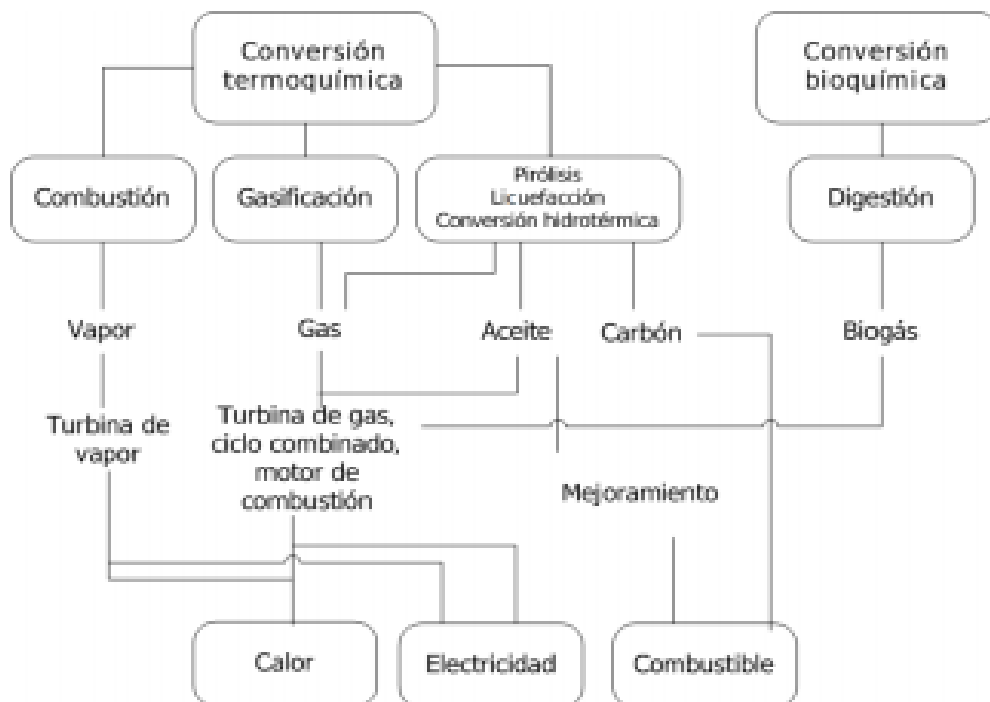 Conversión
termoquímica
Conversión
bioquímica
Combustión
Gasificación
Pirólisis
Licuefacción
Conversión hidrotérmica
Digestión
Vapor
Gas
Aceite
Carbón
Biogás
Turbina de
vapor
Turbina de gas,
ciclo combinado,
motor de
combustión
Mejoramiento
Calor
Electricidad
Combustible